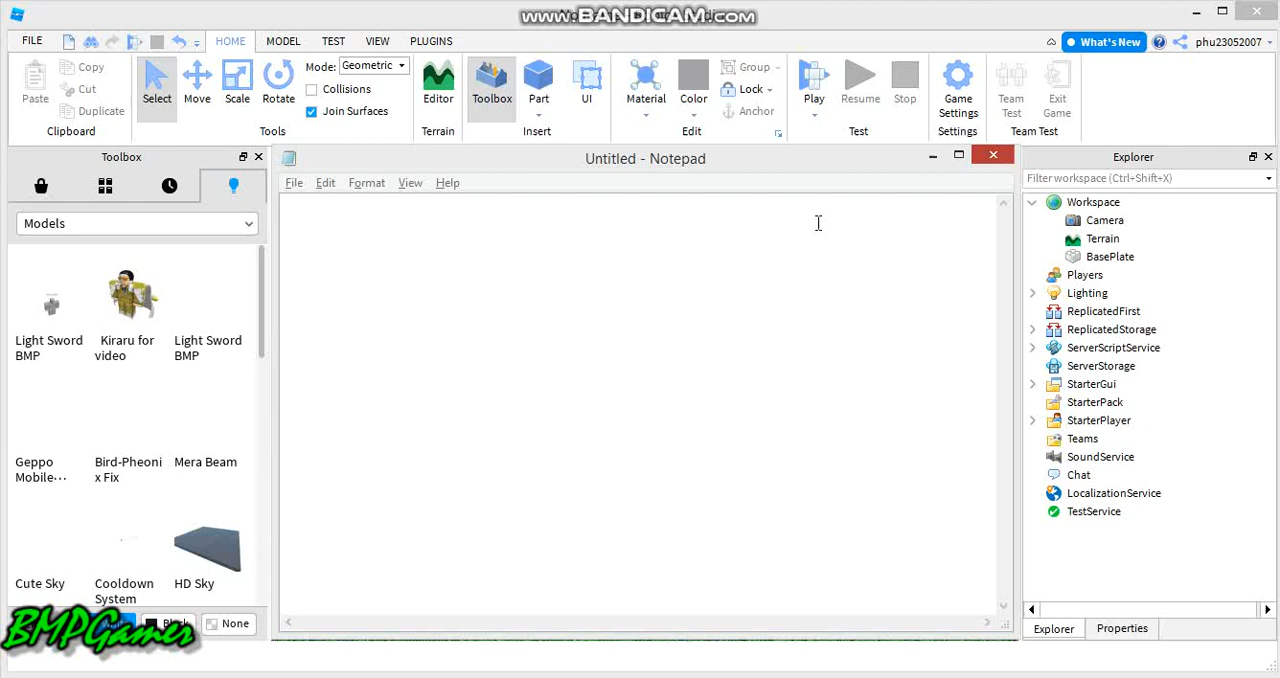 www.BANDICAM.com
FILE HOME MODEL TEST VIEW PLUGINS What's New phu23052007
Paste Copy Cut Duplicate Clipboard
Select Move Scale Rotate Mode: Geometric Collisions Join Surfaces Tools
Editor Terrain
Toolbox Part UI Insert
Material Color Group Lock Anchor Edit
Play Resume Stop Test
Game Settings Settings
Team Test Exit Game Team Test
Toolbox
Models
Light Sword BMP
Kiraru for video
Light Sword BMP
Geppo Mobile...
Bird-Pheoni x Fix
Mera Beam
Cute Sky
Cooldown System
HD Sky
None
BMPGamer
Untitled - Notepad
File Edit Format View Help
Explorer
Filter workspace (Ctrl+Shift+X)
Workspace
Camera
Terrain
BasePlate
Players
Lighting
ReplicatedFirst
ReplicatedStorage
ServerScriptService
ServerStorage
StarterGui
StarterPack
StarterPlayer
Teams
SoundService
Chat
LocalizationService
TestService
Explorer Properties